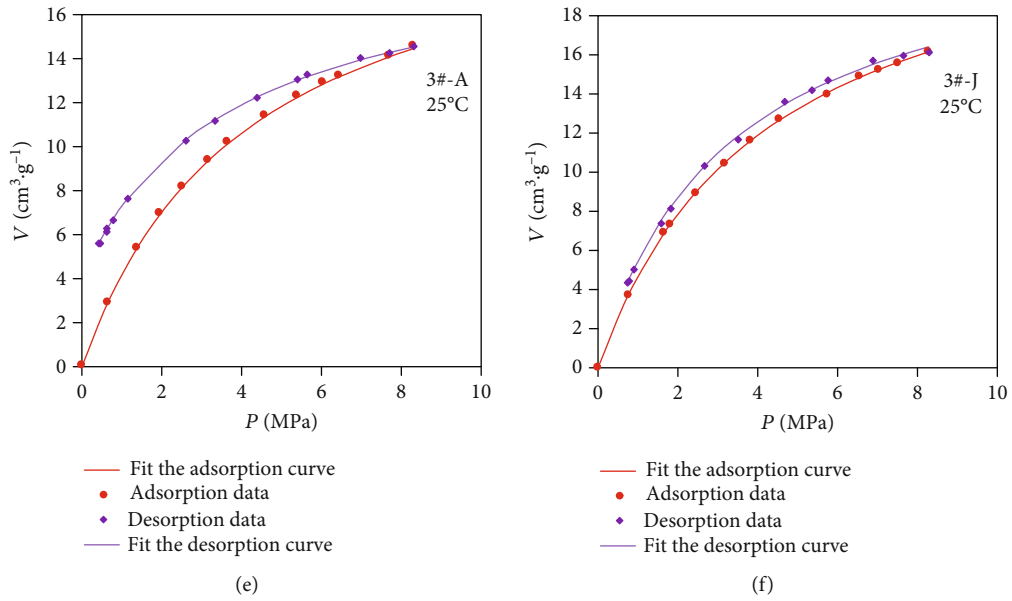 16
14
12
10
8
6
4
2
0
V (cm³·g⁻¹)
3#-A
25°C
0 2 4 6 8 10
P (MPa)
Fit the adsorption curve
Adsorption data
Desorption data
Fit the desorption curve
(e)
18
16
14
12
10
8
6
4
2
0
V (cm³·g⁻¹)
3#-J
25°C
0 2 4 6 8 10
P (MPa)
Fit the adsorption curve
Adsorption data
Desorption data
Fit the desorption curve
(f)